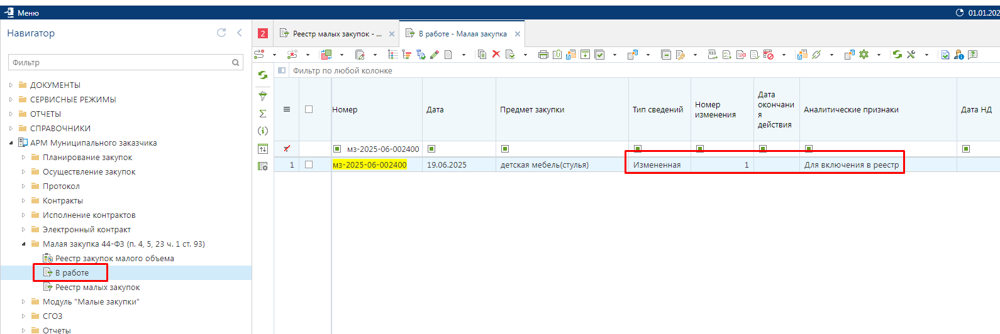 Меню
01.01.202
Навигатор
Фильтр
ДОКУМЕНТЫ
СЕРВИСНЫЕ РЕЖИМЫ
ОТЧЕТЫ
СПРАВОЧНИКИ
АРМ Муниципального заказчика
Планирование закупок
Осуществление закупок
Протокол
Контракты
Исполнение контрактов
Электронный контракт
Малая закупка 44-ФЗ (п. 4, 5, 23 ч. 1 ст. 93)
Реестр закупок малого объема
В работе
Реестр малых закупок
Модуль "Малые закупки"
СГОЗ
Отчеты
2
Реестр малых закупок - ...
В работе - Малая закупка
Фильтр по любой колонке
Номер
Дата
Предмет закупки
Тип сведений
Номер
изменения
Дата
окончани
я
действия
Аналитические признаки
Дата НД
мз-2025-06-002400
1
мз-2025-06-002400
19.06.2025
детская мебель(стулья)
Измененная
1
Для включения в реестр